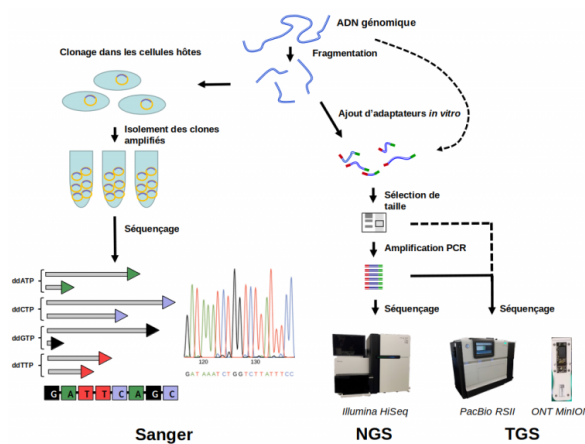 ADN génomique
Clonage dans les cellules hôtes
Fragmentation
Ajout d'adaptateurs in vitro
Isolement des clones
amplifiés
Sélection de
taille
Séquençage
Amplification PCR
ddATP
ddCTP
ddGTP
ddTTP
120 130
GATAAATCTGGTCTTATTTCC
G A T T C A G C
Séquençage
Séquençage
Illumina HiSeq
PacBio RSII
ONT MinION
Sanger
NGS
TGS